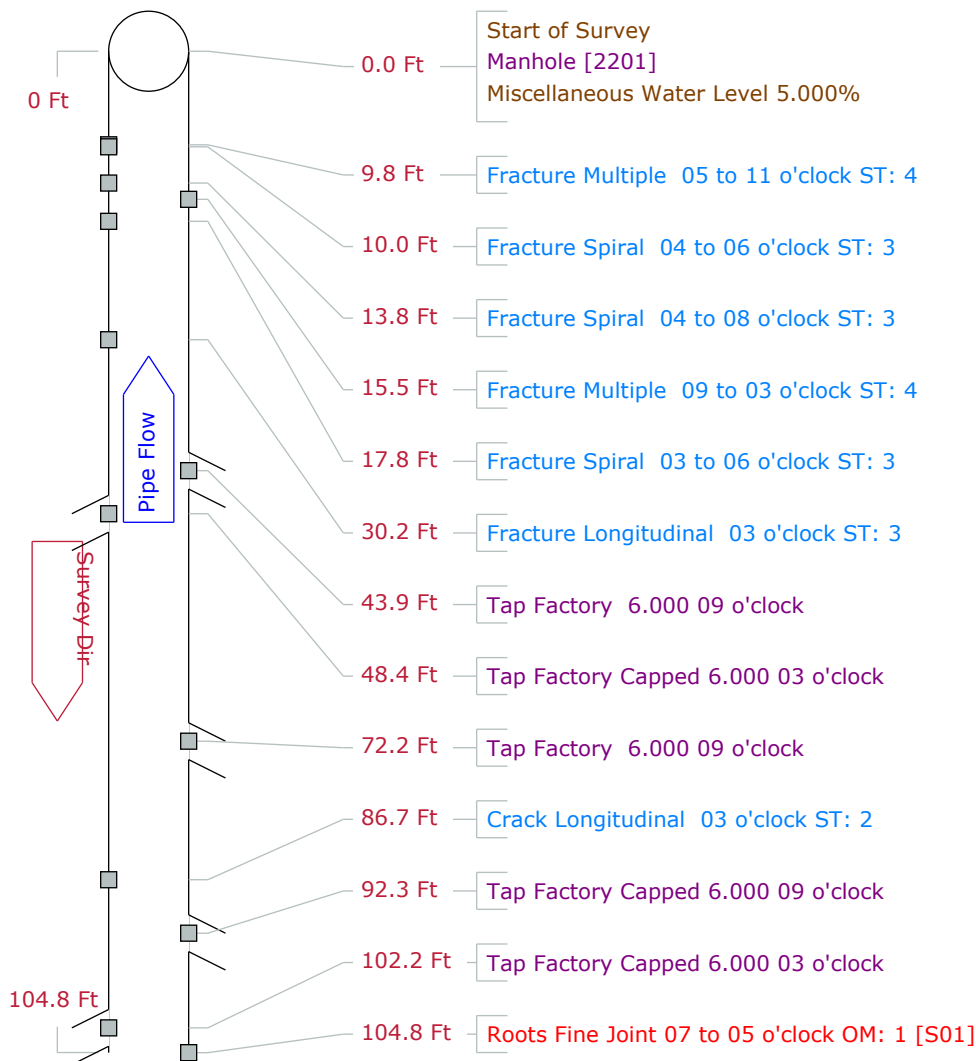 Start of Survey
0.0 Ft
Manhole [2201]
Miscellaneous Water Level 5.000%
0 Ft
9.8 Ft Fracture Multiple 05 to 11 o'clock ST: 4
10.0 Ft Fracture Spiral 04 to 06 o'clock ST: 3
13.8 Ft Fracture Spiral 04 to 08 o'clock ST: 3
15.5 Ft Fracture Multiple 09 to 03 o'clock ST: 4
Pipe Flow
17.8 Ft Fracture Spiral 03 to 06 o'clock ST: 3
30.2 Ft Fracture Longitudinal 03 o'clock ST: 3
Survey Dir
43.9 Ft Tap Factory 6.000 09 o'clock
48.4 Ft Tap Factory Capped 6.000 03 o'clock
72.2 Ft Tap Factory 6.000 09 o'clock
86.7 Ft Crack Longitudinal 03 o'clock ST: 2
92.3 Ft Tap Factory Capped 6.000 09 o'clock
102.2 Ft Tap Factory Capped 6.000 03 o'clock
104.8 Ft
104.8 Ft Roots Fine Joint 07 to 05 o'clock OM: 1 [S01]